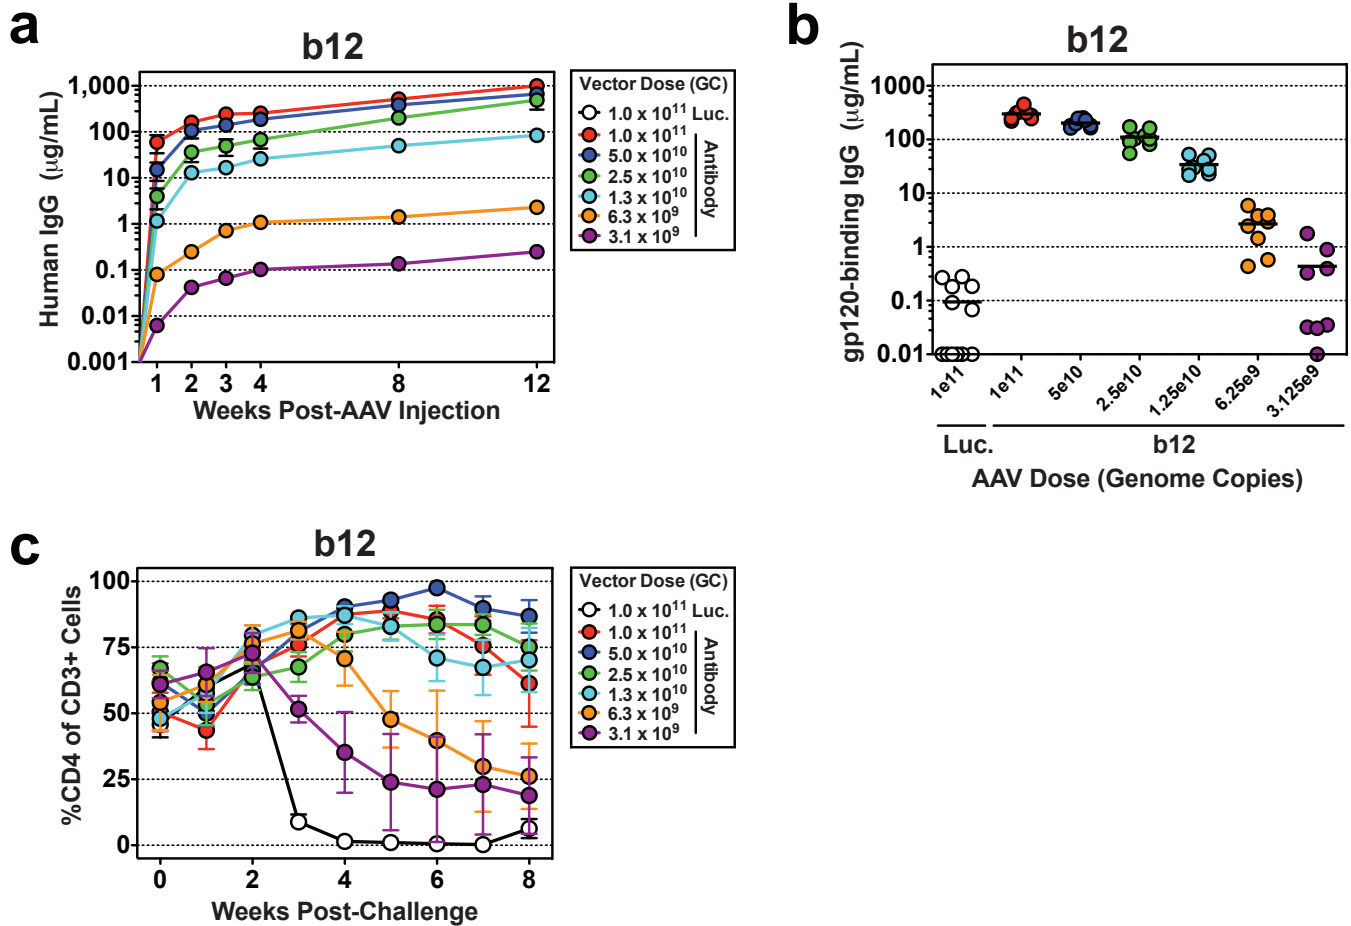 a
b12
Human IgG (μg/mL)
1,000
100
10
1
0.1
0.01
0.001
1 2 3 4 8 12
Weeks Post-AAV Injection
Vector Dose (GC)
1.0 x 10¹¹ Luc.
1.0 x 10¹¹
5.0 x 10¹⁰
2.5 x 10¹⁰
1.3 x 10¹⁰
6.3 x 10⁹
3.1 x 10⁹
Antibody
b
b12
gp120-binding IgG (μg/mL)
1000
100
10
1
0.1
0.01
1e11 1e11 5e10 2.5e10 1.25e10 6.25e9 3.125e9
Luc. b12
AAV Dose (Genome Copies)
c
b12
%CD4 of CD3+ Cells
100
75
50
25
0
0 2 4 6 8
Weeks Post-Challenge
Vector Dose (GC)
1.0 x 10¹¹ Luc.
1.0 x 10¹¹
5.0 x 10¹⁰
2.5 x 10¹⁰
1.3 x 10¹⁰
6.3 x 10⁹
3.1 x 10⁹
Antibody